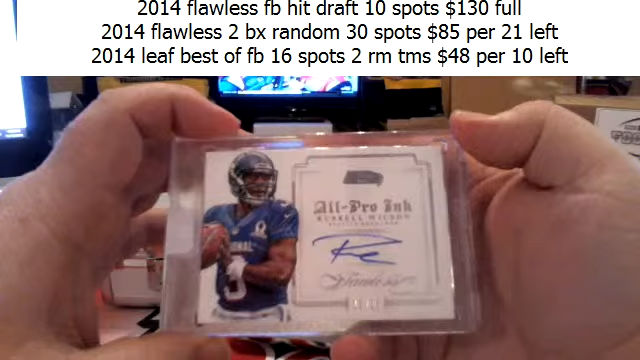 2014 flawless fb hit draft 10 spots $130 full
2014 flawless 2 bx random 30 spots $85 per 21 left
2014 leaf best of fb 16 spots 2 rm tms $48 per 10 left
All-Pro Ink
RUSSELL WILSON
Flawless
3